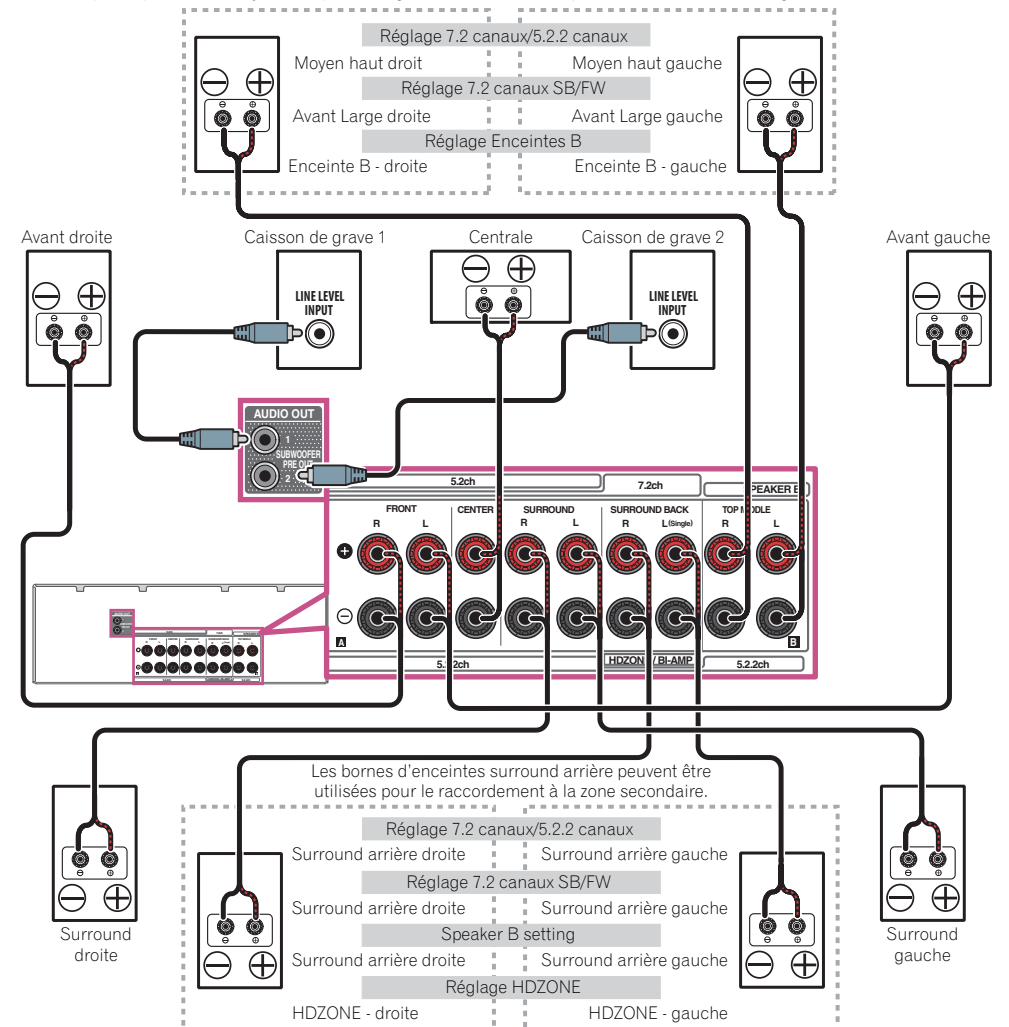 Réglage 7.2 canaux/5.2.2 canaux
Moyen haut droit
Moyen haut gauche
Réglage 7.2 canaux SB/FW
Avant Large droite
Avant Large gauche
Réglage Enceintes B
Enceinte B - droite
Enceinte B - gauche
Avant droite
Caisson de grave 1
Centrale
Caisson de grave 2
Avant gauche
LINE LEVEL
INPUT
LINE LEVEL
INPUT
AUDIO OUT
1
SUBWOOFER
PRE OUT
2
5.2ch
7.2ch
FRONT
CENTER
SURROUND
SURROUND BACK
R
L
R
L
R
L (Single)
R
L
A
B
5.2.2ch
Les bornes d'enceintes surround arrière peuvent être
utilisées pour le raccordement à la zone secondaire.
Réglage 7.2 canaux/5.2.2 canaux
Surround arrière droite
Surround arrière gauche
Réglage 7.2 canaux SB/FW
Surround arrière droite
Surround arrière gauche
Speaker B setting
Surround arrière droite
Surround arrière gauche
Réglage HDZONE
HDZONE - droite
HDZONE - gauche
Surround
droite
Surround
gauche